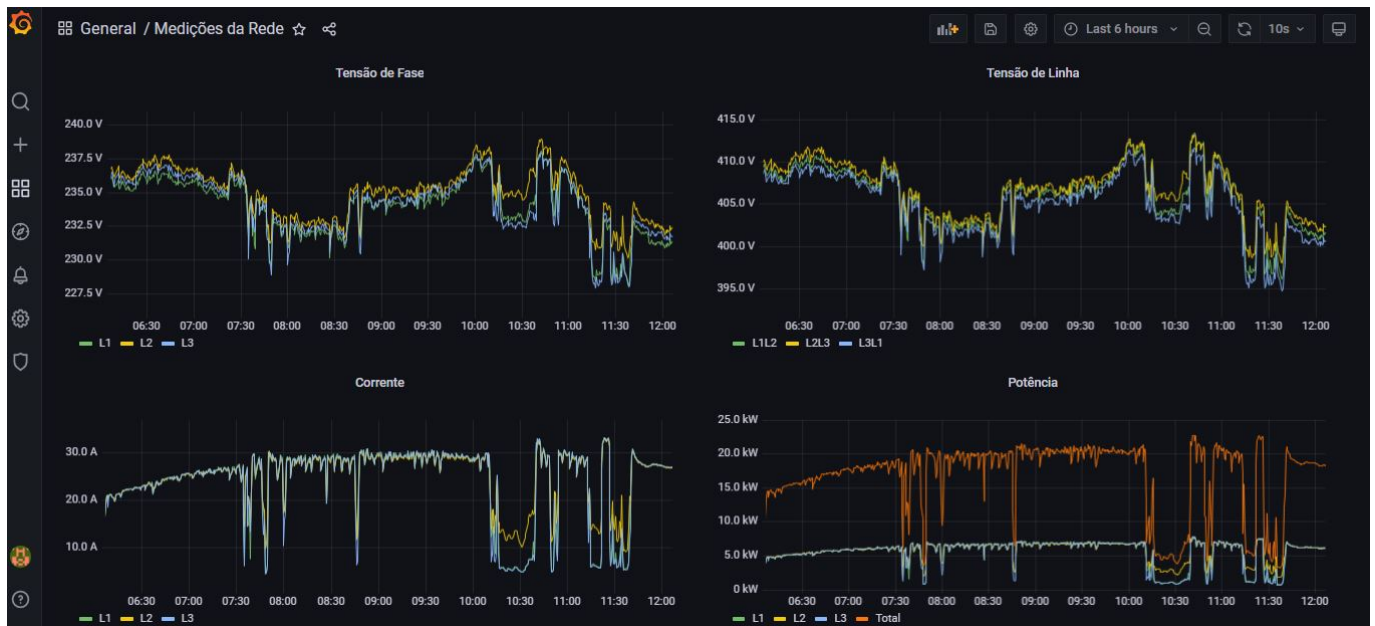 General / Medições da Rede
Last 6 hours
10s
Tensão de Fase
240.0 V
237.5 V
235.0 V
232.5 V
230.0 V
227.5 V
06:30 07:00 07:30 08:00 08:30 09:00 09:30 10:00 10:30 11:00 11:30 12:00
L1 L2 L3
Tensão de Linha
415.0 V
410.0 V
405.0 V
400.0 V
395.0 V
06:30 07:00 07:30 08:00 08:30 09:00 09:30 10:00 10:30 11:00 11:30 12:00
L1L2 L2L3 L3L1
Corrente
30.0 A
20.0 A
10.0 A
06:30 07:00 07:30 08:00 08:30 09:00 09:30 10:00 10:30 11:00 11:30 12:00
L1 L2 L3
Potência
25.0 kW
20.0 kW
15.0 kW
10.0 kW
5.0 kW
0 kW
06:30 07:00 07:30 08:00 08:30 09:00 09:30 10:00 10:30 11:00 11:30 12:00
L1 L2 L3 Total